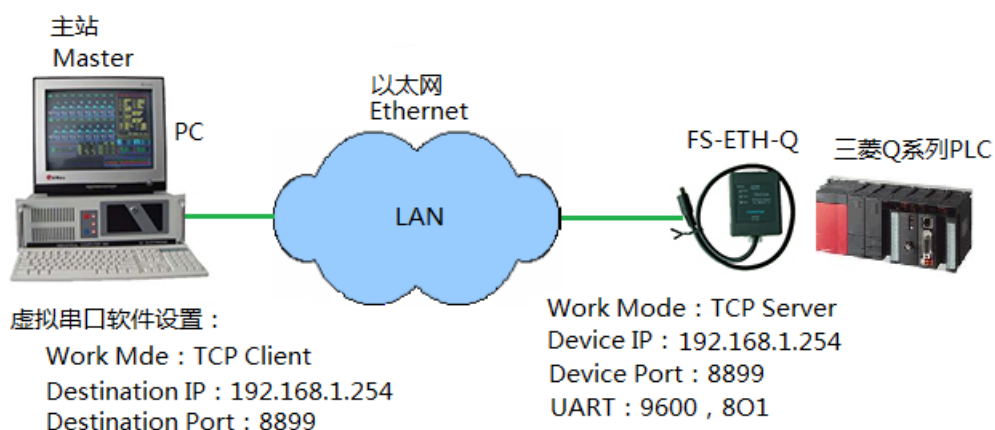 主站
Master
PC
以太网
Ethernet
LAN
FS-ETH-Q
三菱Q系列PLC
虚拟串口软件设置：
Work Mde：TCP Client
Destination IP：192.168.1.254
Destination Port：8899
Work Mode：TCP Server
Device IP：192.168.1.254
Device Port：8899
UART：9600，8O1